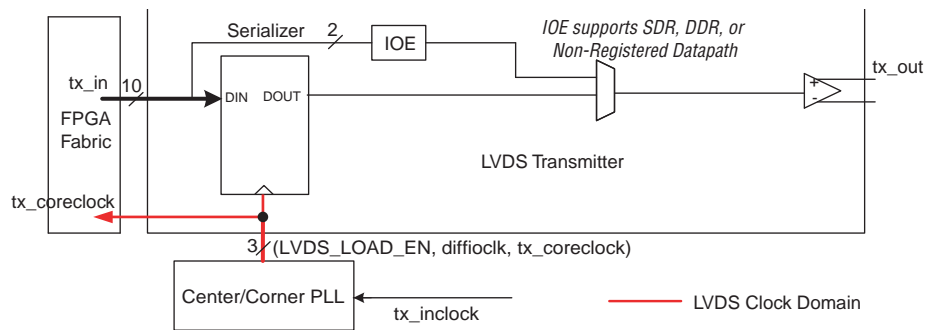 Serializer
2
IOE
IOE supports SDR, DDR, or
Non-Registered Datapath
tx_in
10
FPGA
Fabric
DIN
DOUT
+
-
tx_out
LVDS Transmitter
tx_coreclock
3
(LVDS_LOAD_EN, diffioclk, tx_coreclock)
Center/Corner PLL
tx_inclock
LVDS Clock Domain